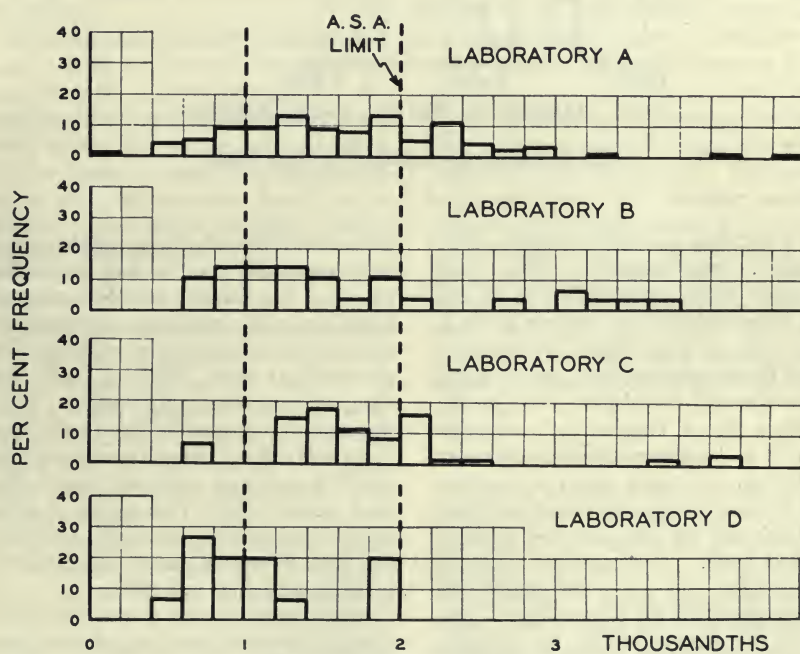 A. S. A.
LIMIT
LABORATORY A
40
30
20
10
0
LABORATORY B
40
30
20
10
0
PER CENT FREQUENCY
LABORATORY C
40
30
20
10
0
LABORATORY D
40
30
20
10
0
0 1 2 3 THOUSANDTHS